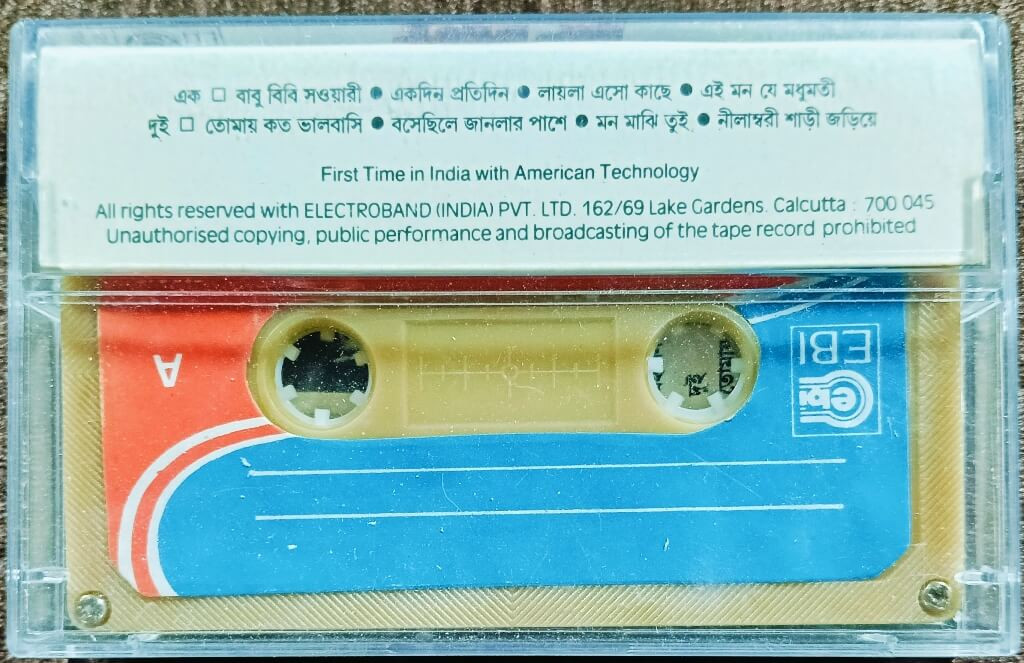 এক □ বাবু বিবি সওয়ারী ● একদিন প্রতিদিন ● লায়লা এসো কাছে ● এই মন যে মধুমতী
দুই □ তোমায় কত ভালবাসি ● বসেছিলে জানলার পাশে ● মন মাঝি তুই ● নীলাম্বরী শাড়ী জড়িয়ে
First Time in India with American Technology
All rights reserved with ELECTROBAND (INDIA) PVT. LTD. 162/69 Lake Gardens. Calcutta : 700 045
Unauthorised copying, public performance and broadcasting of the tape record prohibited
A
EBI
ebi